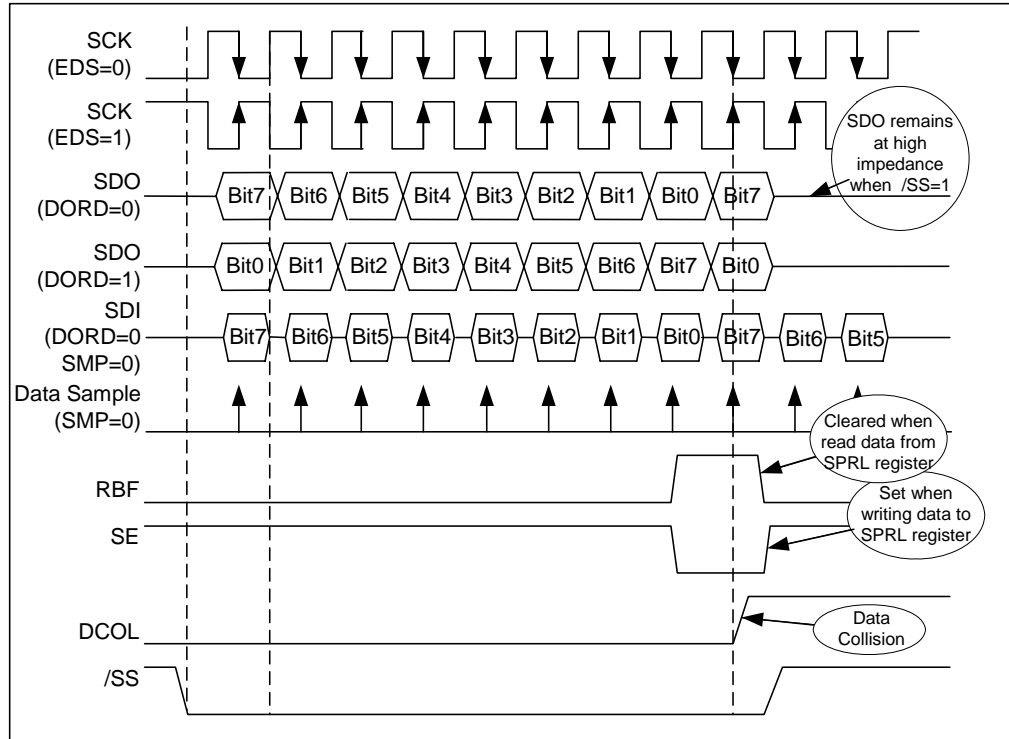 SCK
(EDS=0)
SCK
(EDS=1)
SDO remains
at high
impedance
when /SS=1
SDO
(DORD=0)
Bit7 Bit6 Bit5 Bit4 Bit3 Bit2 Bit1 Bit0 Bit7
SDO
(DORD=1)
Bit0 Bit1 Bit2 Bit3 Bit4 Bit5 Bit6 Bit7 Bit0
SDI
(DORD=0
SMP=0)
Bit7 Bit6 Bit5 Bit4 Bit3 Bit2 Bit1 Bit0 Bit7 Bit6 Bit5
Data Sample
(SMP=0)
Cleared when
read data from
SPRL register
RBF
Set when
writing data to
SPRL register
SE
DCOL
Data
Collision
/SS